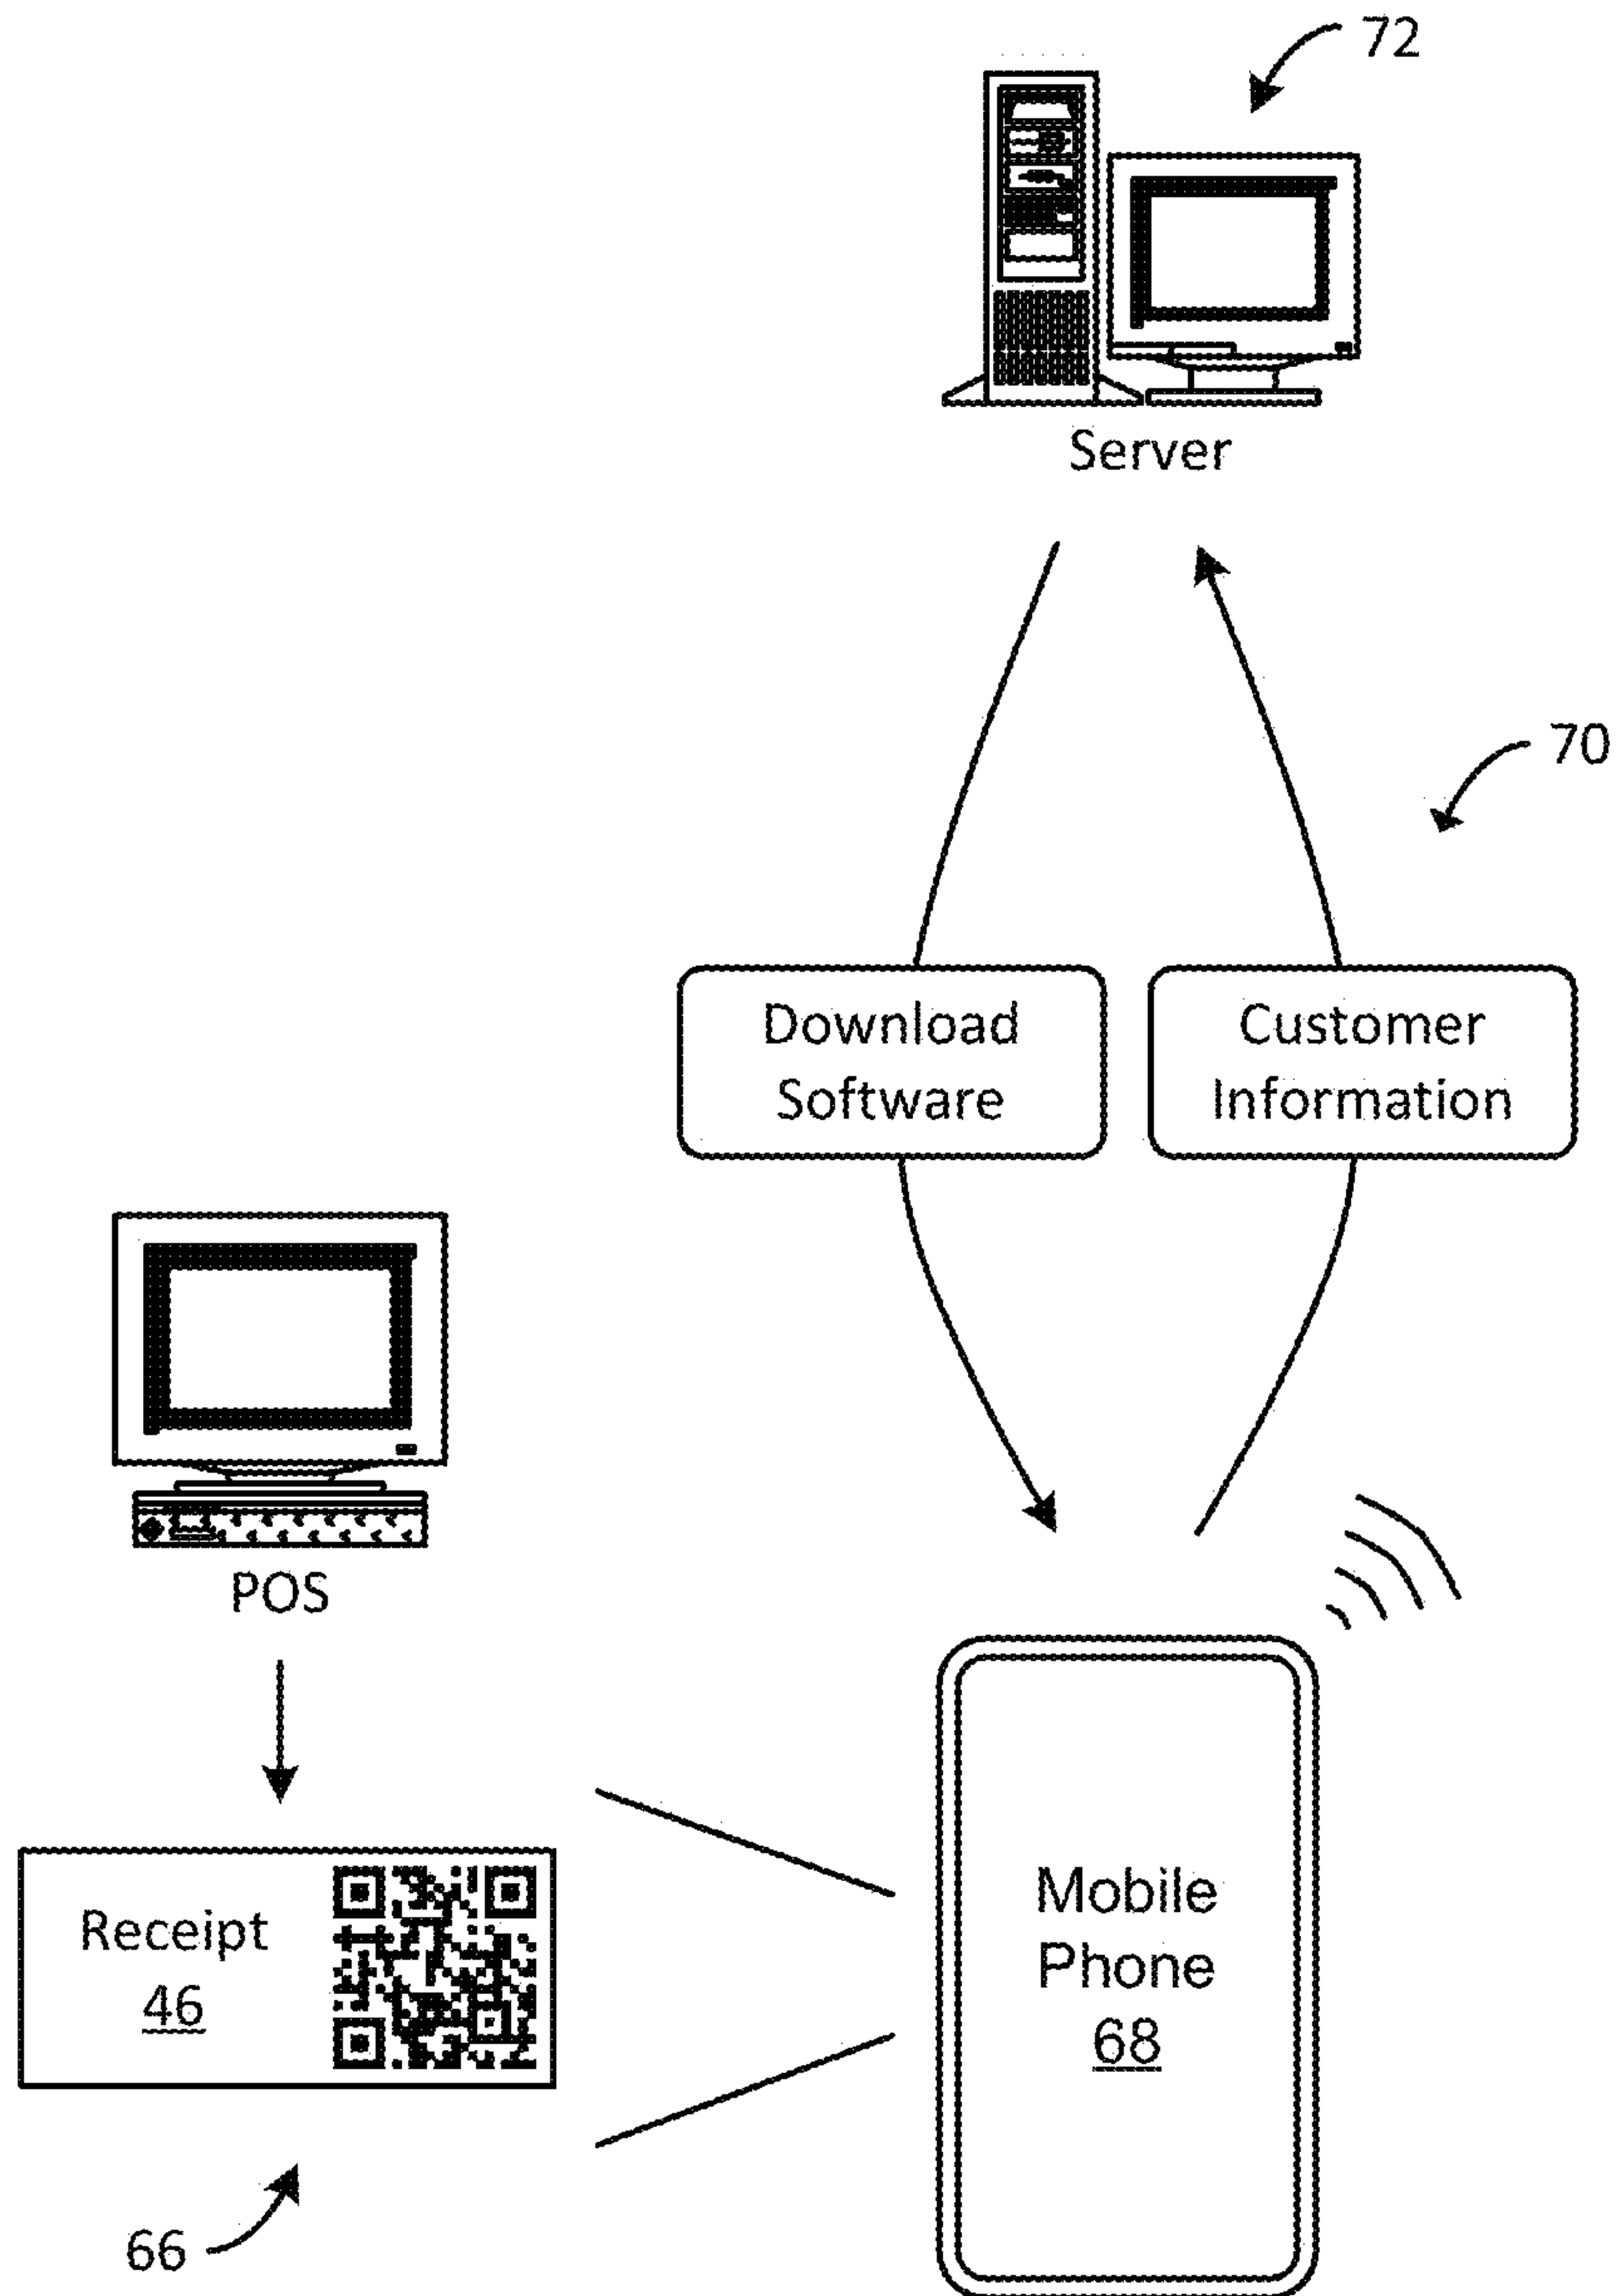 72
Server
70
Download
Software
Customer
Information
POS
Receipt
46
Mobile
Phone
68
66